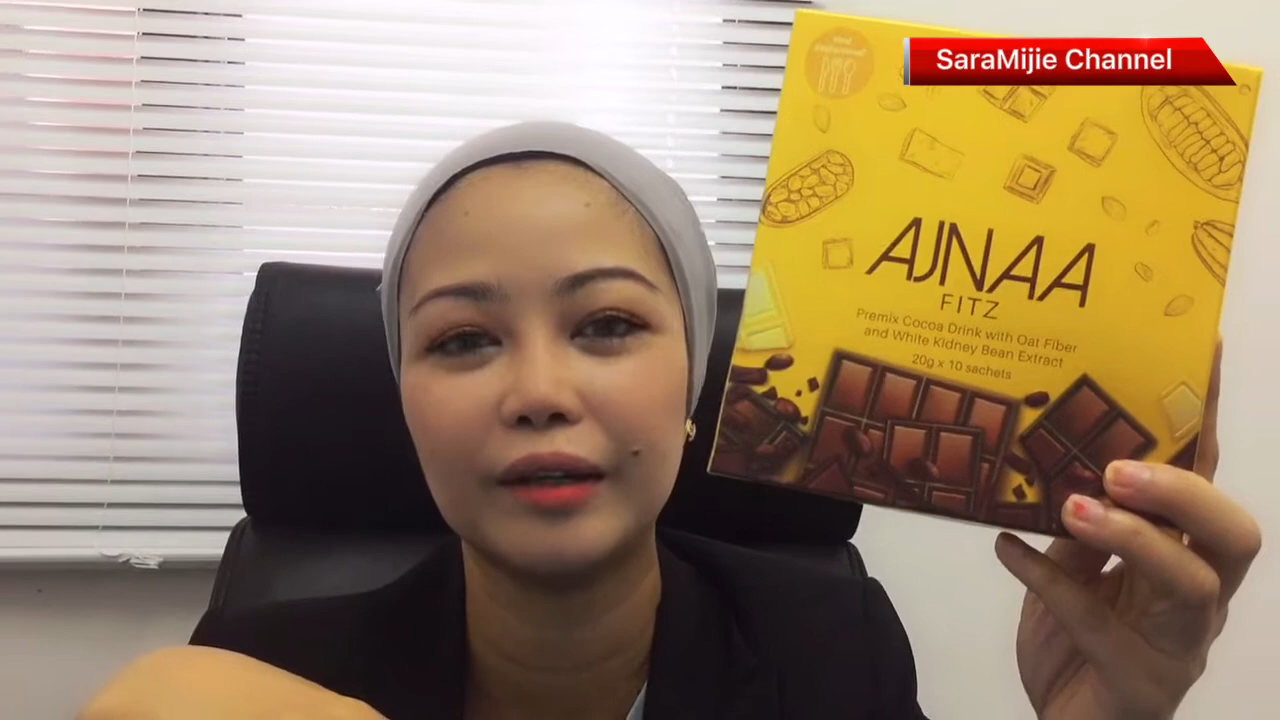 SaraMijie Channel
AJNAA
FITZ
Premix Cocoa Drink with Oat Fiber
and White Kidney Bean Extract
20g x 10 sachets